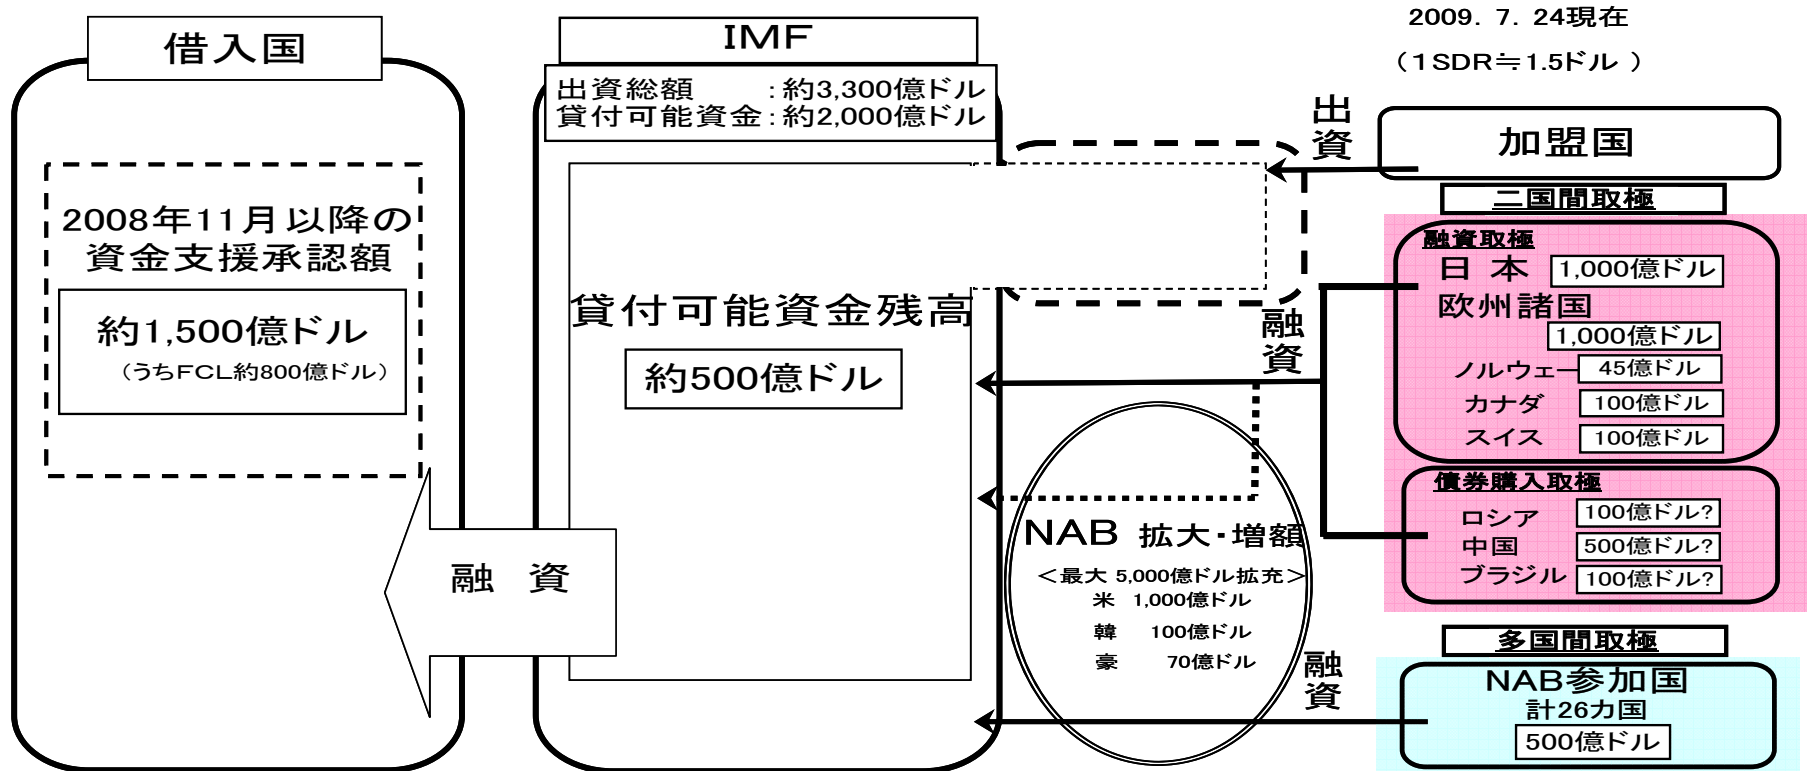 2009. 7. 24現在
（1SDR≒1.5ドル ）
借入国
2008年11月以降の
資金支援承認額
約1,500億ドル
（うちFCL約800億ドル）
融 資
IMF
出資総額 ：約3,300億ドル
貸付可能資金：約2,000億ドル
貸付可能資金残高
約500億ドル
出資
融資
NAB 拡大・増額
＜最大 5,000億ドル拡充＞
米 1,000億ドル
韓 100億ドル
豪 70億ドル
融資
加盟国
二国間取極
融資取極
日 本 1,000億ドル
欧州諸国
1,000億ドル
ノルウェー 45億ドル
カナダ 100億ドル
スイス 100億ドル
債券購入取極
ロシア 100億ドル?
中国 500億ドル?
ブラジル 100億ドル?
多国間取極
NAB参加国
計26カ国
500億ドル